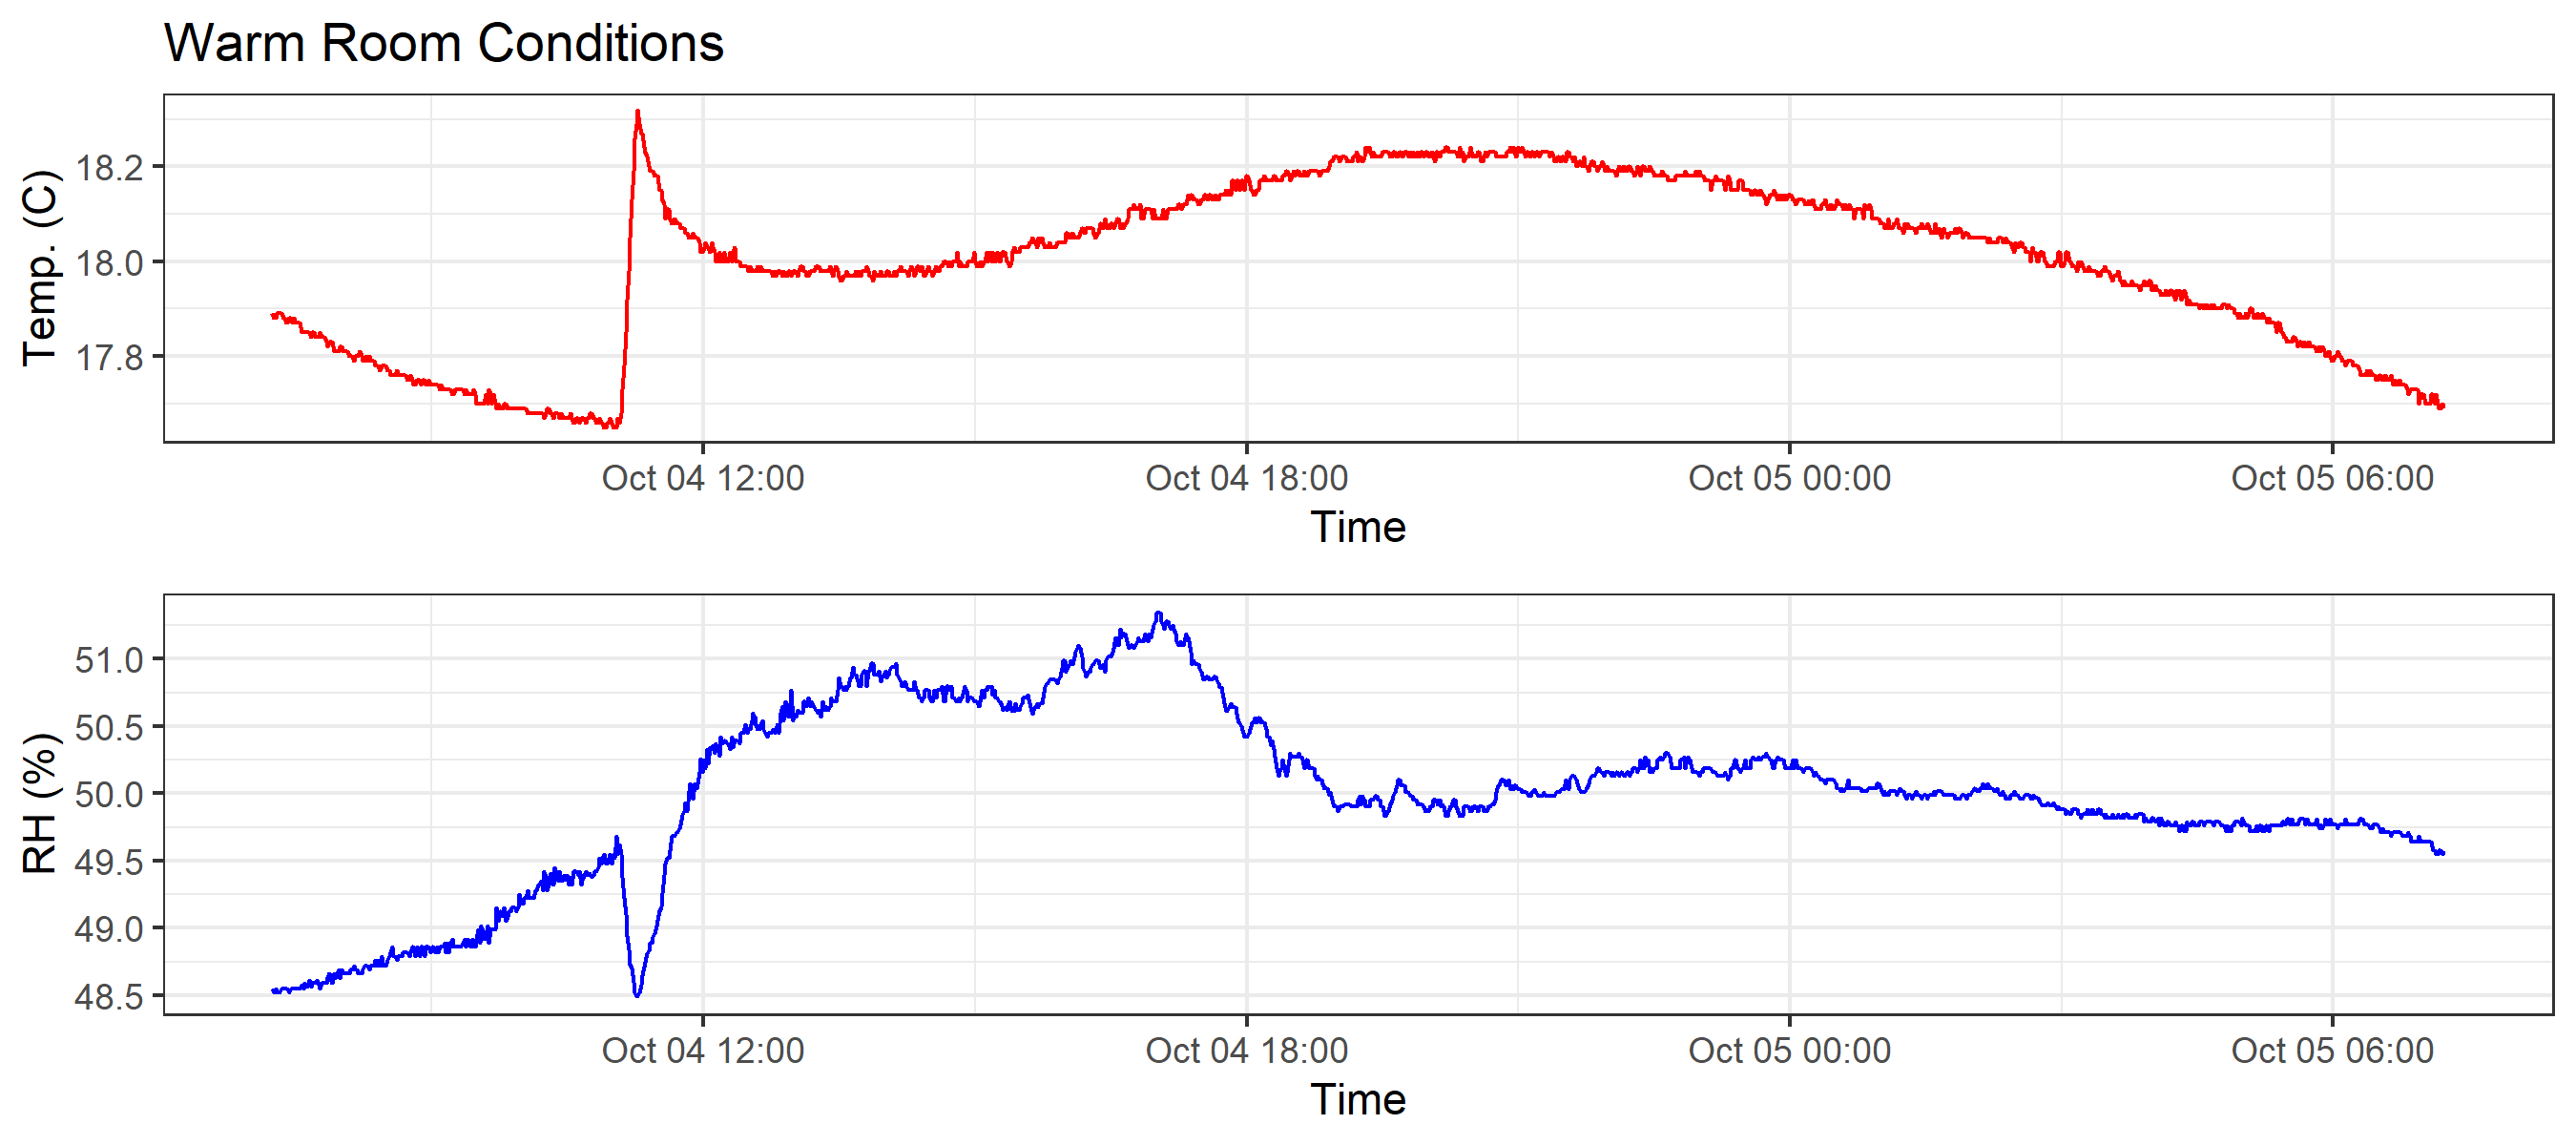 Warm Room Conditions
Temp. (C)
18.2
18.0
17.8
Oct 04 12:00 Oct 04 18:00 Oct 05 00:00 Oct 05 06:00
Time
RH (%)
51.0
50.5
50.0
49.5
49.0
48.5
Oct 04 12:00 Oct 04 18:00 Oct 05 00:00 Oct 05 06:00
Time